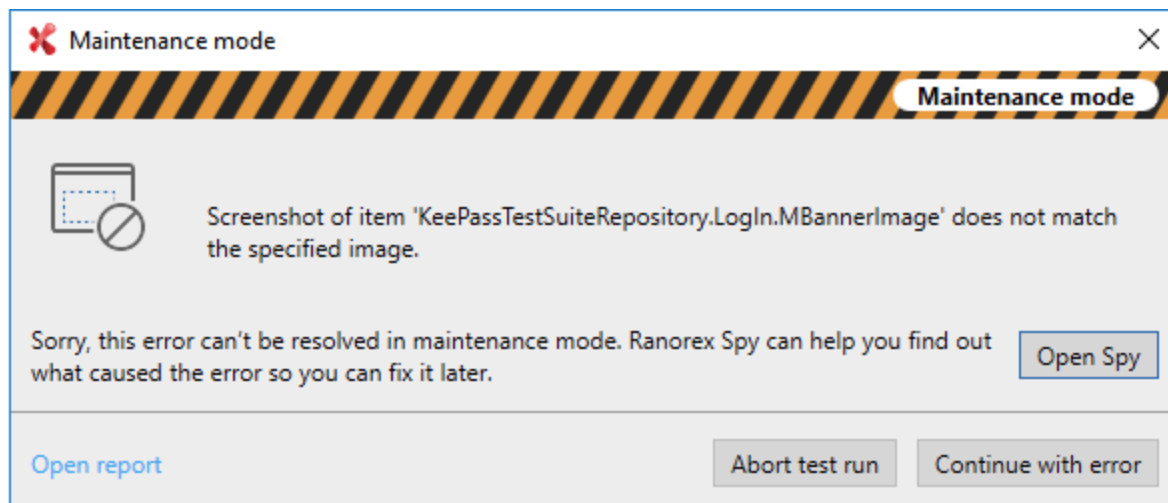 Maintenance mode
Maintenance mode
Screenshot of item 'KeePassTestSuiteRepository.LogIn.MBannerImage' does not match
the specified image.
Sorry, this error can't be resolved in maintenance mode. Ranorex Spy can help you find out
what caused the error so you can fix it later.
Open Spy
Open report
Abort test run
Continue with error